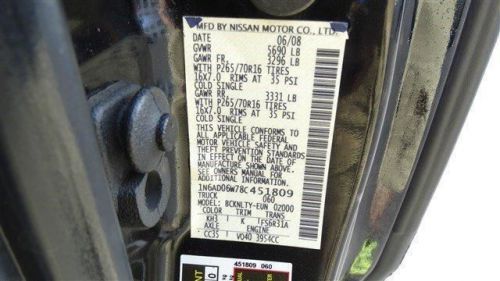 MFD BY NISSAN MOTOR CO., LTD.
DATE 06/08
GVWR 5690 LB
GAWR FR. 3296 LB
WITH P265/70R16 TIRES
16X7.0 RIMS AT 35 PSI
COLD SINGLE
GAWR RR. 3331 LB
WITH P265/70R16 TIRES
16X7.0 RIMS AT 35 PSI
COLD SINGLE
THIS VEHICLE CONFORMS TO
ALL APPLICABLE FEDERAL
MOTOR VEHICLE SAFETY AND
THEFT PREVENTION STANDARDS
IN EFFECT ON THE DATE OF
MANUFACTURE SHOWN ABOVE.
SEE OWNERS MANUAL FOR
ADDITIONAL INFORMATION
1N6AD06W78C451809
TRUCK 060
MODEL: BCKNLTY-EUN 02000
COLOR TRIM TRANS
KH3 K FS6R31A
AXLE ENGINE
CC35 VQ40 3954CC
451809 060